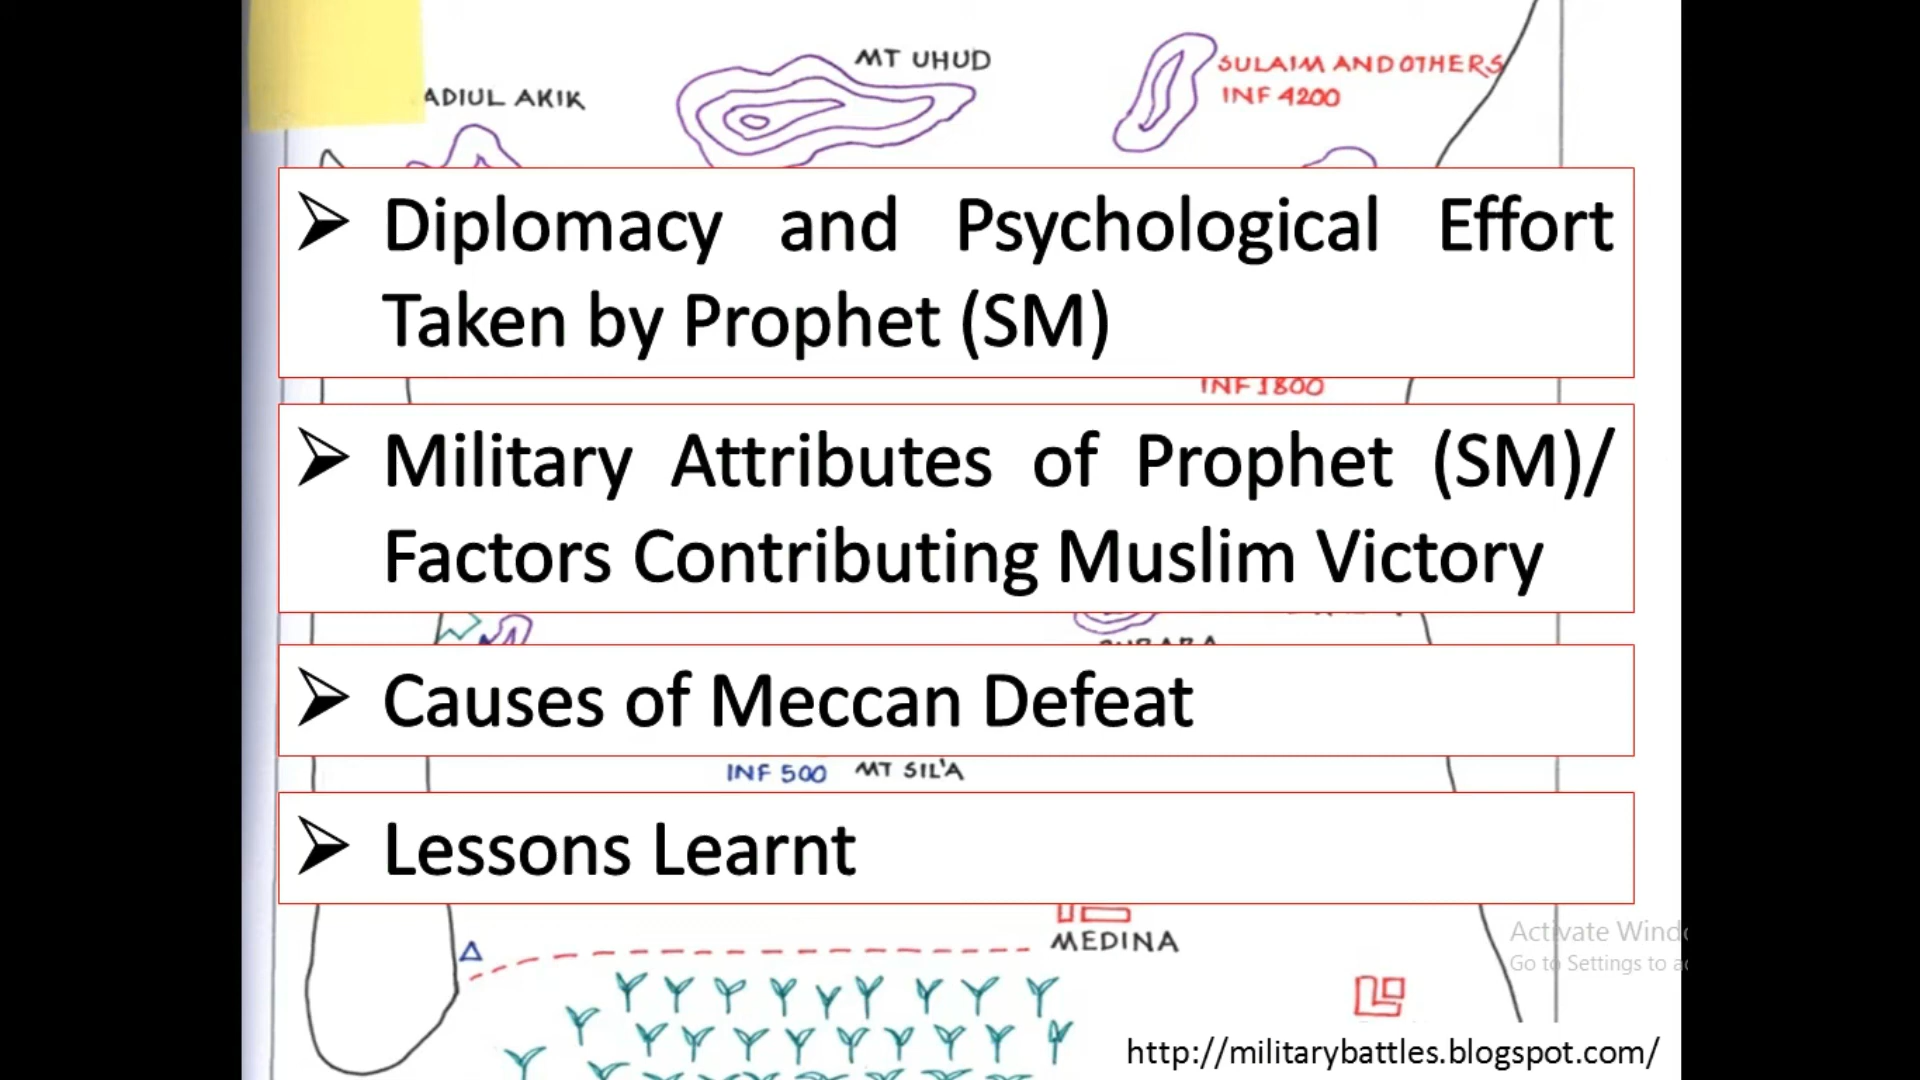 MT UHUD
SULAIM AND OTHERS
INF 4200
ADIUL AKIK
➢ Diplomacy and Psychological Effort
Taken by Prophet (SM)
INF 1800
➢ Military Attributes of Prophet (SM)/
Factors Contributing Muslim Victory
➢ Causes of Meccan Defeat
INF 500 MT SIL'A
➢ Lessons Learnt
MEDINA
Activate Wind
Go to Settings to a
http://militarybattles.blogspot.com/